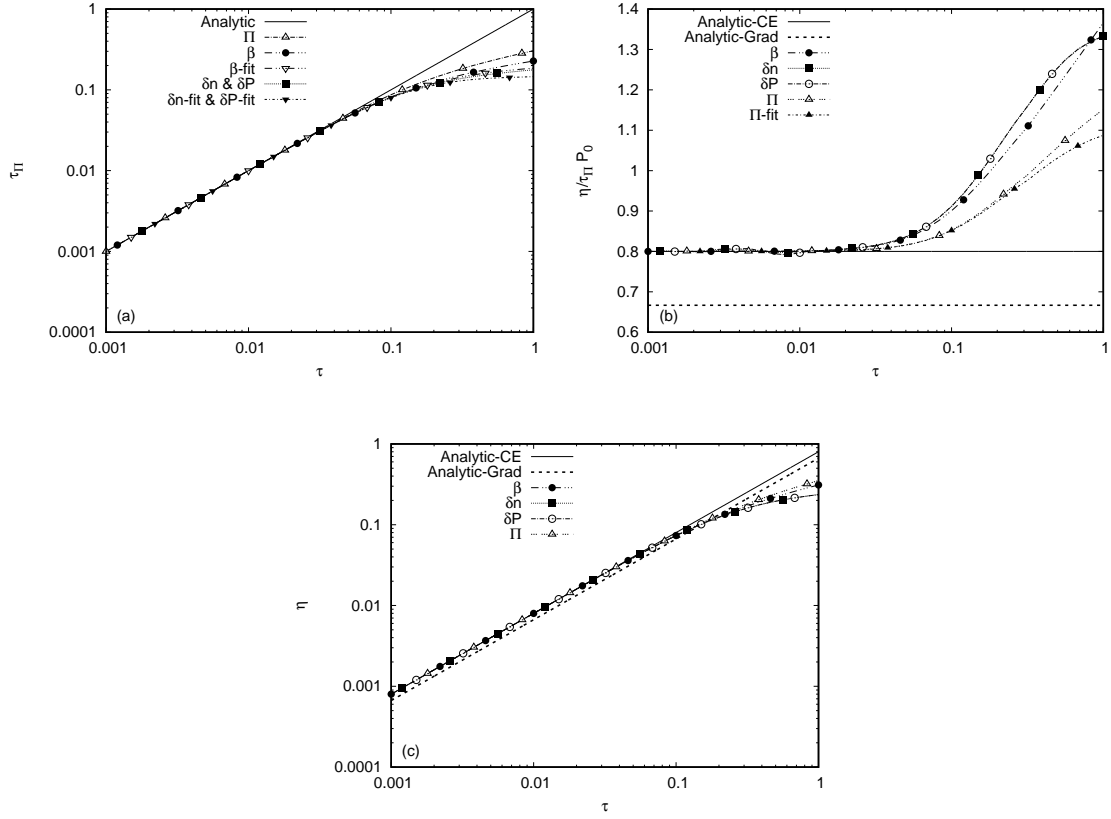 1
0.1
0.01
0.001
0.0001
0.001
0.01
0.1
1
τΠ
τ
(a)
Analytic
Π
β
β-fit
δn & δP
δn-fit & δP-fit
1.4
1.3
1.2
1.1
1
0.9
0.8
0.7
0.6
0.001
0.01
0.1
1
η/τΠ P0
τ
(b)
Analytic-CE
Analytic-Grad
β
δn
δP
Π
Π-fit
1
0.1
0.01
0.001
0.0001
0.001
0.01
0.1
1
η
τ
(c)
Analytic-CE
Analytic-Grad
β
δn
δP
Π